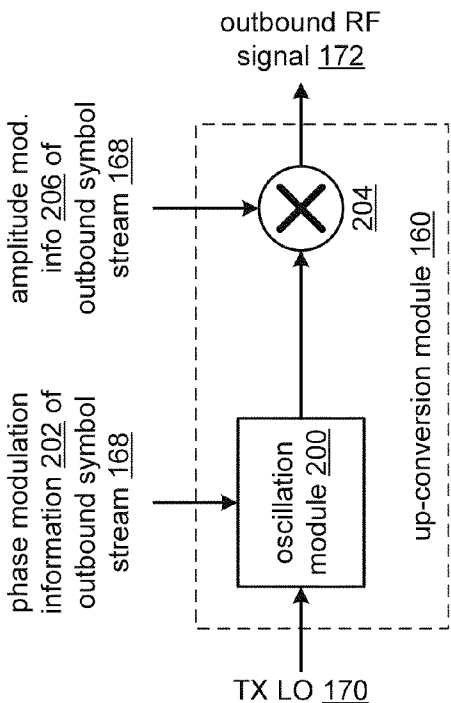 outbound RF
signal 172
amplitude mod.
info 206 of
outbound symbol
stream 168
204
phase modulation
information 202 of
outbound symbol
stream 168
oscillation
module 200
up-conversion module 160
TX LO 170